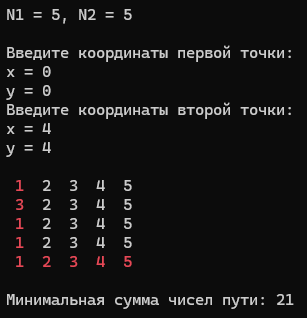 N1 = 5, N2 = 5
Введите координаты первой точки:
x = 0
y = 0
Введите координаты второй точки:
x = 4
y = 4
1 2 3 4 5
3 2 3 4 5
1 2 3 4 5
1 2 3 4 5
1 2 3 4 5
Минимальная сумма чисел пути: 21